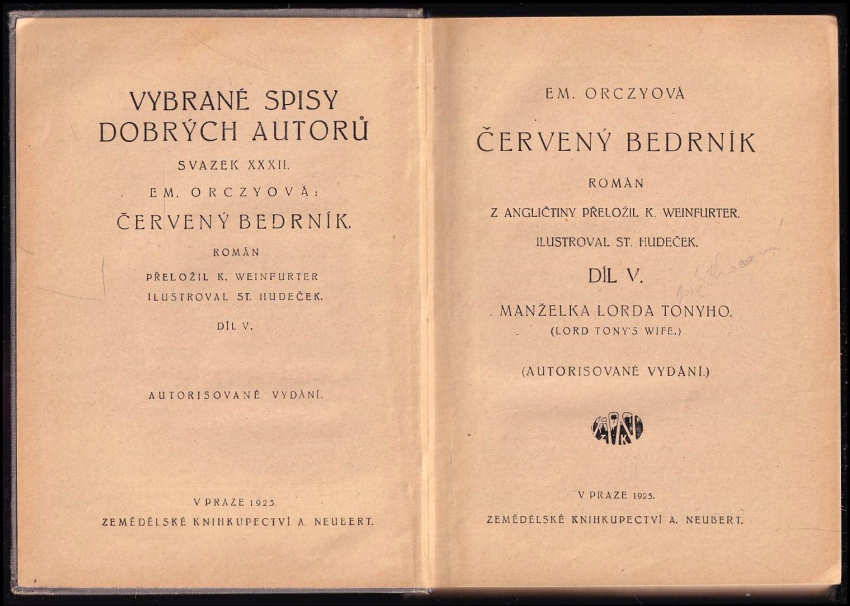 VYBRANÉ SPISY
DOBRÝCH AUTORŮ
SVAZEK XXXII.
EM. ORCZYOVÁ:
ČERVENÝ BEDRNÍK.
ROMÁN
PŘELOŽIL K. WEINFURTER
ILUSTROVAL ST. HUDEČEK.
DÍL V.
AUTORISOVANÉ VYDÁNÍ.
V PRAZE 1925.
ZEMĚDĚLSKÉ KNIHKUPECTVÍ A. NEUBERT.
EM. ORCZYOVÁ
ČERVENÝ BEDRNÍK
ROMÁN
Z ANGLIČTINY PŘELOŽIL K. WEINFURTER.
ILUSTROVAL ST. HUDEČEK.
DÍL V.
MANŽELKA LORDA TONYHO.
(LORD TONY'S WIFE.)
(AUTORISOVANÉ VYDÁNÍ.)
V PRAZE 1925.
ZEMĚDĚLSKÉ KNIHKUPECTVÍ A. NEUBERT.